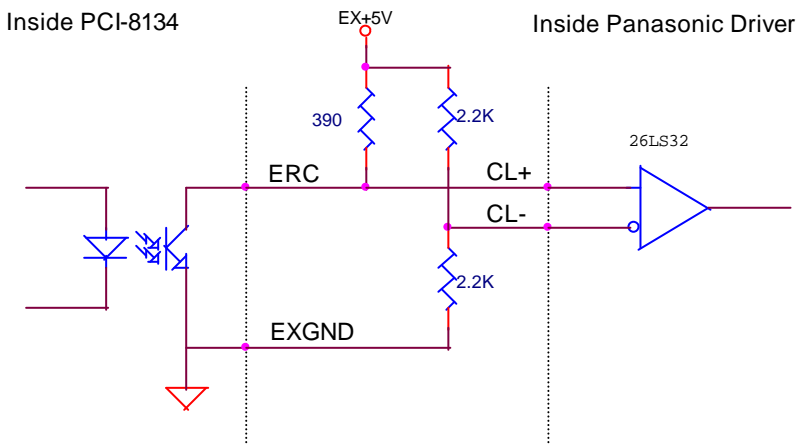 Inside PCI-8134
EX+5V
Inside Panasonic Driver
390
2.2K
26LS32
ERC
CL+
CL-
2.2K
EXGND